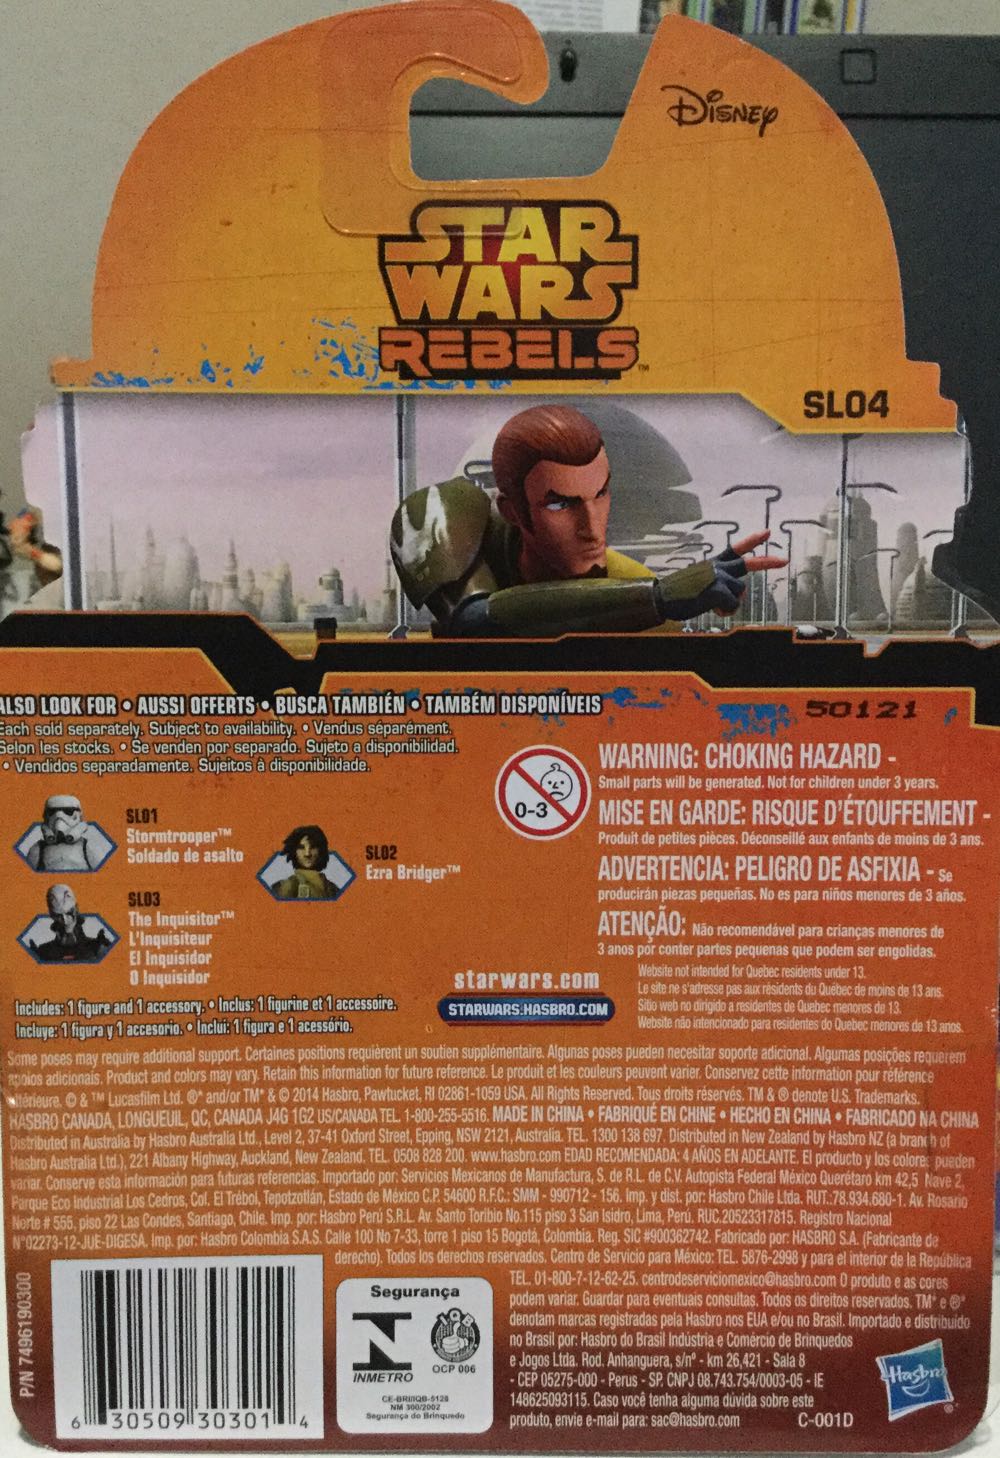 Disney
STAR
WARS
REBELS™
SL04
ALSO LOOK FOR • AUSSI OFFERTS • BUSCA TAMBIÉN • TAMBÉM DISPONÍVEIS
Each sold separately. Subject to availability. • Vendus séparément.
Selon les stocks. • Se venden por separado. Sujeto a disponibilidad.
• Vendidos separadamente. Sujeitos à disponibilidade.
SL01
Stormtrooper™
Soldado de asalto
SL02
Ezra Bridger™
SL03
The Inquisitor™
L'Inquisiteur
El Inquisidor
O Inquisidor
Includes: 1 figure and 1 accessory. • Inclus: 1 figurine et 1 accessoire.
Incluye: 1 figura y 1 accesorio. • Inclui: 1 figura e 1 acessório.
50121
0-3
WARNING: CHOKING HAZARD -
Small parts will be generated. Not for children under 3 years.
MISE EN GARDE: RISQUE D'ÉTOUFFEMENT -
Produit de petites pièces. Déconseillé aux enfants de moins de 3 ans.
ADVERTENCIA: PELIGRO DE ASFIXIA - Se
producirán piezas pequeñas. No es para niños menores de 3 años.
ATENÇÃO: Não recomendável para crianças menores de
3 anos por conter partes pequenas que podem ser engolidas.
starwars.com
STARWARS.HASBRO.COM
Website not intended for Quebec residents under 13.
Le site ne s'adresse pas aux résidents du Québec de moins de 13 ans.
Sitio web no dirigido a residentes de Quebec menores de 13.
Website não intencionado para residentes do Quebec menores de 13 anos.
Some poses may require additional support. Certaines positions requièrent un soutien supplémentaire. Algunas poses pueden necesitar soporte adicional. Algumas posições requerem
apoios adicionais. Product and colors may vary. Retain this information for future reference. Le produit et les couleurs peuvent varier. Conservez cette information pour référence
ultérieure. © & ™ Lucasfilm Ltd. ®* and/or TM* & © 2014 Hasbro, Pawtucket, RI 02861-1059 USA. All Rights Reserved. Tous droits réservés. TM & ® denote U.S. Trademarks.
HASBRO CANADA, LONGUEUIL, QC, CANADA J4G 1G2 US/CANADA TEL. 1-800-255-5516. MADE IN CHINA • FABRIQUÉ EN CHINE • HECHO EN CHINA • FABRICADO NA CHINA
Distributed in Australia by Hasbro Australia Ltd., Level 2, 37-41 Oxford Street, Epping, NSW 2121, Australia. TEL. 1300 138 697. Distributed in New Zealand by Hasbro NZ (a branch of
Hasbro Australia Ltd.), 221 Albany Highway, Auckland, New Zealand. TEL. 0508 828 200. www.hasbro.com EDAD RECOMENDADA: 4 AÑOS EN ADELANTE. El producto y los colores pueden
variar. Conserve esta información para futuras referencias. Importado por: Servicios Mexicanos de Manufactura, S. de R.L. de C.V. Autopista Federal México Querétaro km 42,5 Nave 2,
Parque Eco Industrial Los Cedros, Col. El Trébol, Tepotzotlán, Estado de México C.P. 54600 R.F.C.: SMM - 990712 - 156. Imp. y dist. por: Hasbro Chile Ltda. RUT.:78.934.680-1. Av. Rosario
Norte # 555, piso 22 Las Condes, Santiago, Chile. Imp. por: Hasbro Perú S.R.L. Av. Santo Toribio No.115 piso 3 San Isidro, Lima, Perú. RUC.20523317815. Registro Nacional
N°02273-12-JUE-DIGESA. Imp. por: Hasbro Colombia S.A.S. Calle 100 No 7-33, torre 1 piso 15 Bogotá, Colombia. Reg. SIC #900362742. Fabricado por: HASBRO S.A. (Fabricante de
derecho). Todos los derechos reservados. Centro de Servicio para México: TEL. 5876-2998 y para el interior de la República
TEL. 01-800-7-12-62-25. centrodeserviciomexico@hasbro.com O produto e as cores
podem variar. Guardar para eventuais consultas. Todos os direitos reservados. TM* e ®*
denotam marcas registradas pela Hasbro nos EUA e/ou no Brasil. Importado e distribuído
no Brasil por: Hasbro do Brasil Indústria e Comércio de Brinquedos
e Jogos Ltda. Rod. Anhanguera, s/nº - km 26,421 - Sala 8
- CEP 05275-000 - Perus - SP. CNPJ 08.743.754/0003-05 - IE
148625093115. Caso você tenha alguma dúvida sobre este
produto, envie e-mail para: sac@hasbro.com
C-001D
Hasbro
®
P/N 7496190300
6 30509 30301 4
Segurança
INMETRO
IQB
OCP 006
CE-BRI/IQB-5128
NM 300/2002
Segurança do Brinquedo